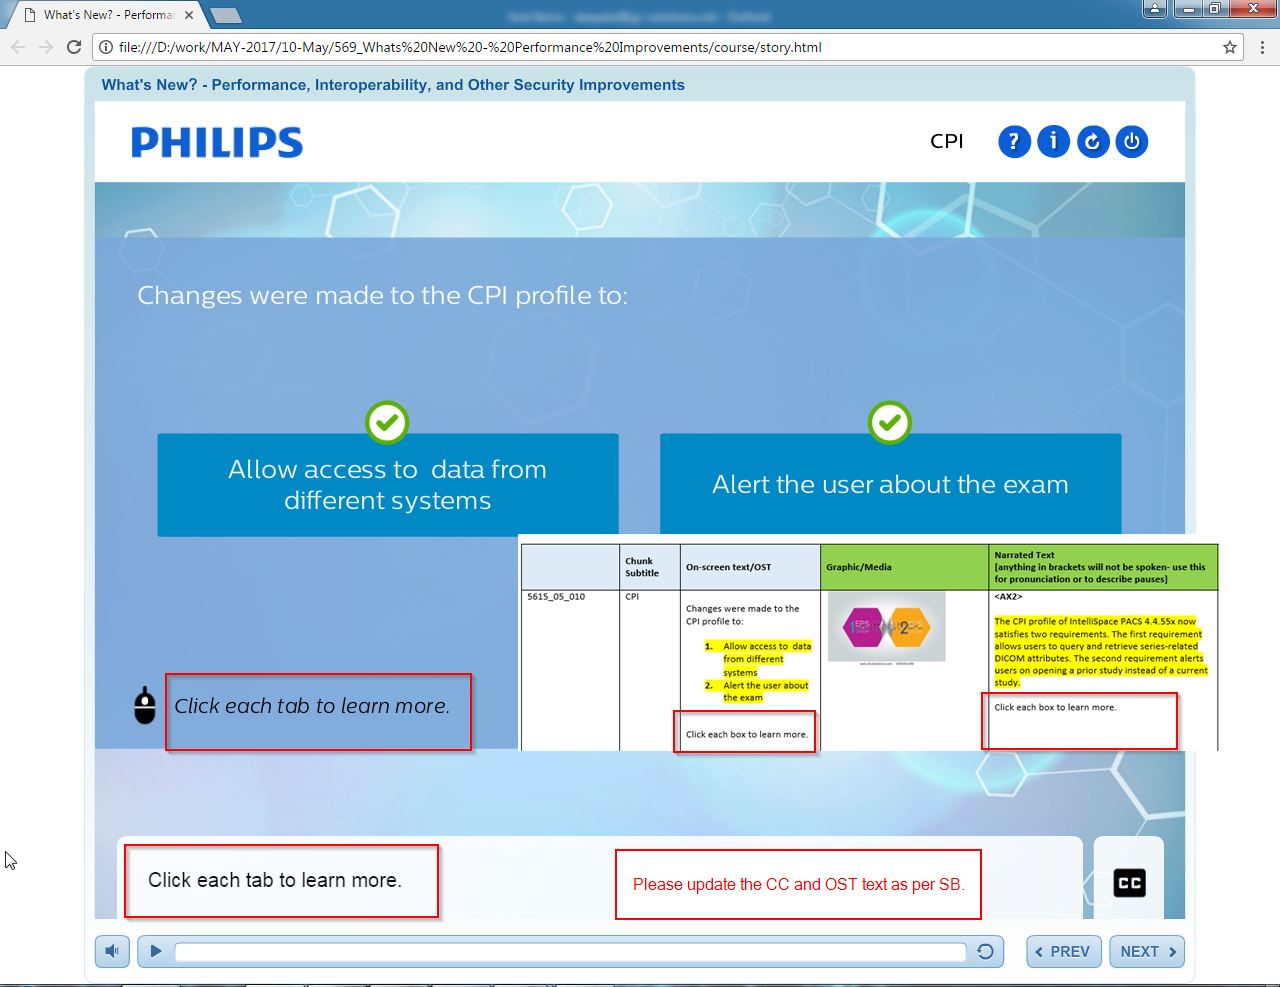 What's New? - Performa
file:///D:/work/MAY-2017/10-May/569_Whats%20New%20-%20Performance%20Improvements/course/story.html
What's New? - Performance, Interoperability, and Other Security Improvements
PHILIPS
CPI
Changes were made to the CPI profile to:
Allow access to  data from
different systems
Alert the user about the exam
Chunk
Subtitle
On-screen text/OST
Graphic/Media
Narrated Text
[anything in brackets will not be spoken- use this
for pronunciation or to describe pauses]
5615_05_010
CPI
Changes were made to the
CPI profile to:
1. Allow access to  data
from different
systems
2. Alert the user about
the exam
Click each box to learn more.
1
2
<AX2>
The CPI profile of IntelliSpace PACS 4.4.55x now
satisfies two requirements. The first requirement
allows users to query and retrieve series-related
DICOM attributes. The second requirement alerts
users on opening a prior study instead of a current
study.
Click each box to learn more.
Click each tab to learn more.
Click each tab to learn more.
Please update the CC and OST text as per SB.
CC
PREV
NEXT